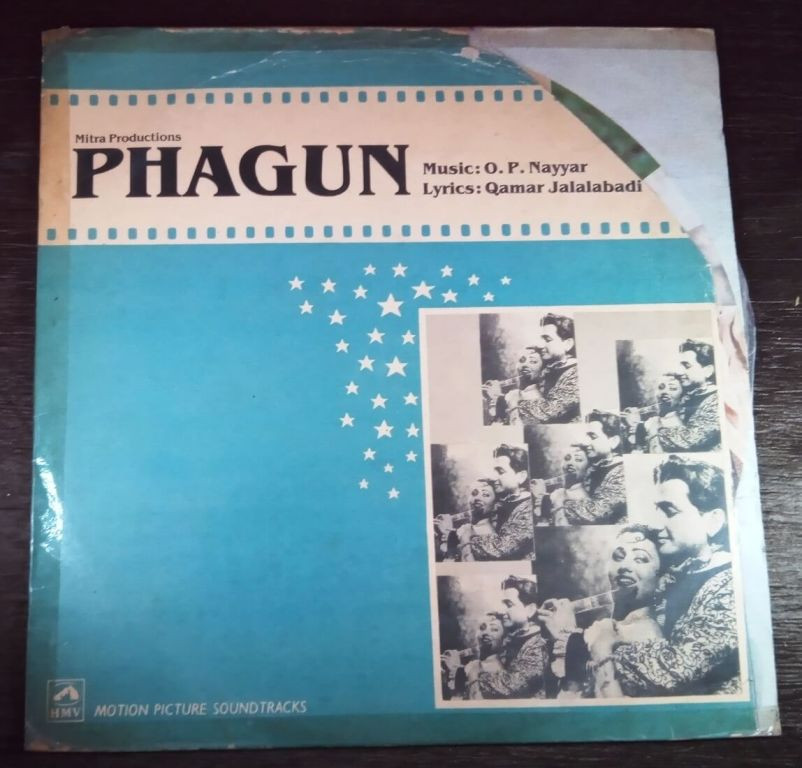 Mitra Productions
PHAGUN
Music: O. P. Nayyar
Lyrics: Qamar Jalalabadi
HMV
MOTION PICTURE SOUNDTRACKS